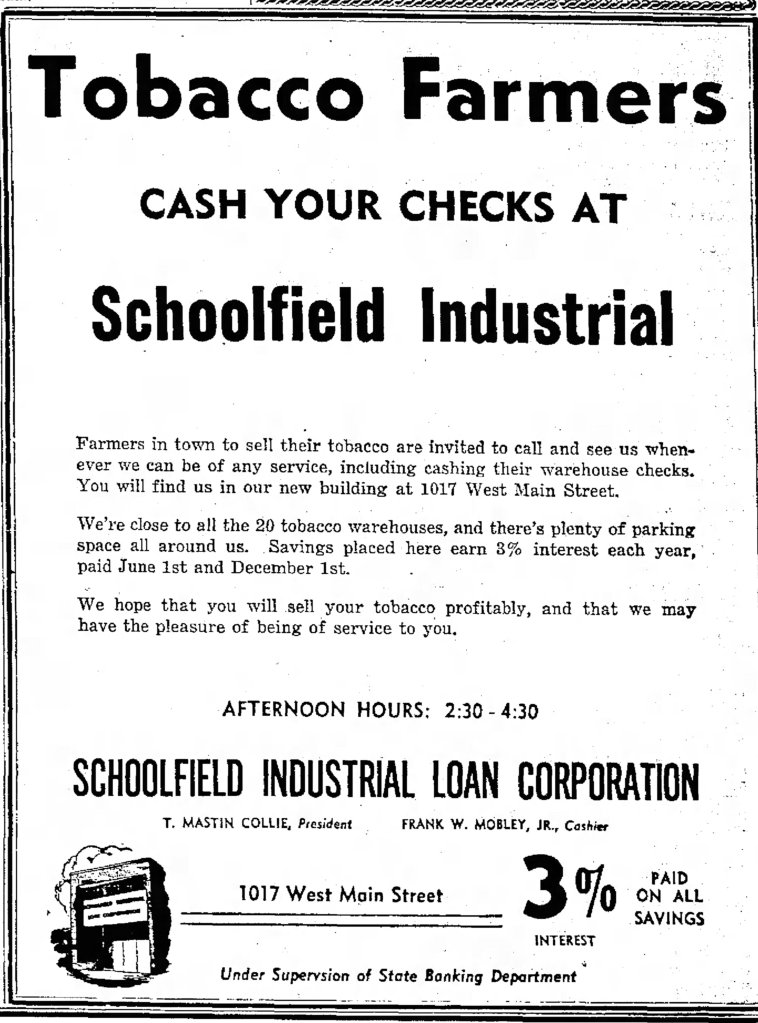 Tobacco Farmers
CASH YOUR CHECKS AT
Schoolfield Industrial
Farmers in town to sell their tobacco are invited to call and see us when-
ever we can be of any service, including cashing their warehouse checks.
You will find us in our new building at 1017 West Main Street.
We're close to all the 20 tobacco warehouses, and there's plenty of parking
space all around us. Savings placed here earn 3% interest each year,
paid June 1st and December 1st.
We hope that you will sell your tobacco profitably, and that we may
have the pleasure of being of service to you.
AFTERNOON HOURS: 2:30 - 4:30
SCHOOLFIELD INDUSTRIAL LOAN CORPORATION
T. MASTIN COLLIE, President FRANK W. MOBLEY, JR., Cashier
1017 West Main Street
3%
INTEREST
PAID
ON ALL
SAVINGS
Under Supervsion of State Banking Department